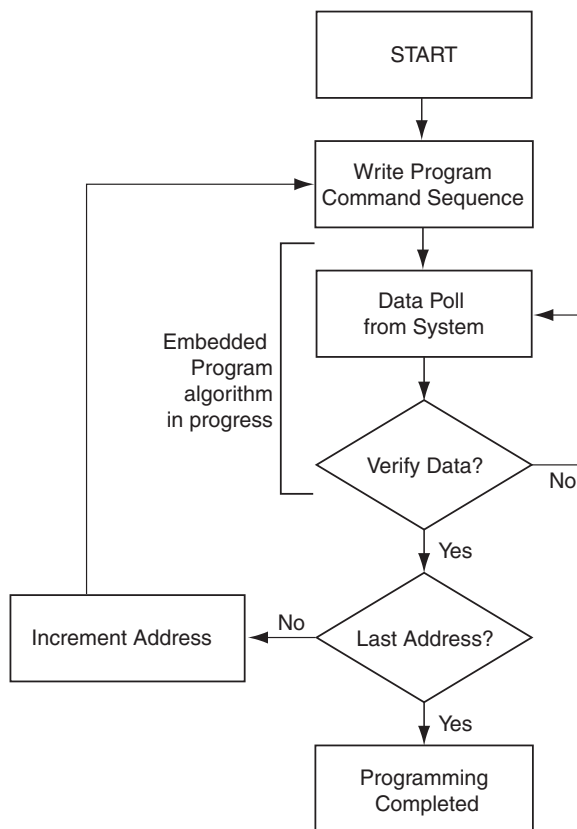 START
Write Program
Command Sequence
Data Poll
from System
Embedded
Program
algorithm
in progress
Verify Data?
No
Yes
Increment Address
No
Last Address?
Yes
Programming
Completed